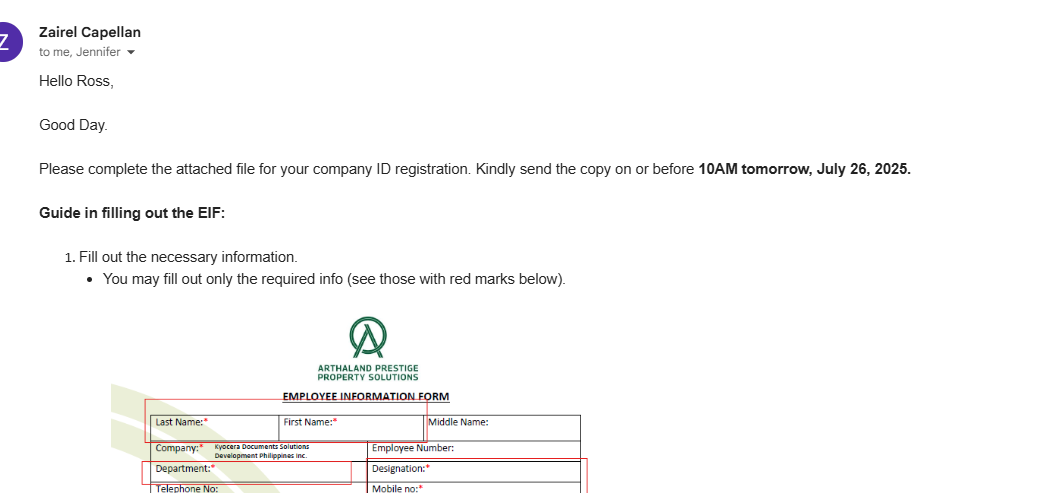 Z
Zairel Capellan
to me, Jennifer
Hello Ross,
Good Day.
Please complete the attached file for your company ID registration. Kindly send the copy on or before 10AM tomorrow, July 26, 2025.
Guide in filling out the EIF:
1. Fill out the necessary information.
• You may fill out only the required info (see those with red marks below).
ARTHALAND PRESTIGE
PROPERTY SOLUTIONS
EMPLOYEE INFORMATION FORM
Last Name:* First Name:* Middle Name:
Company:* Kyocera Documents Solutions
Development Philippines Inc. Employee Number:
Department:* Designation:*
Telephone No: Mobile no:*